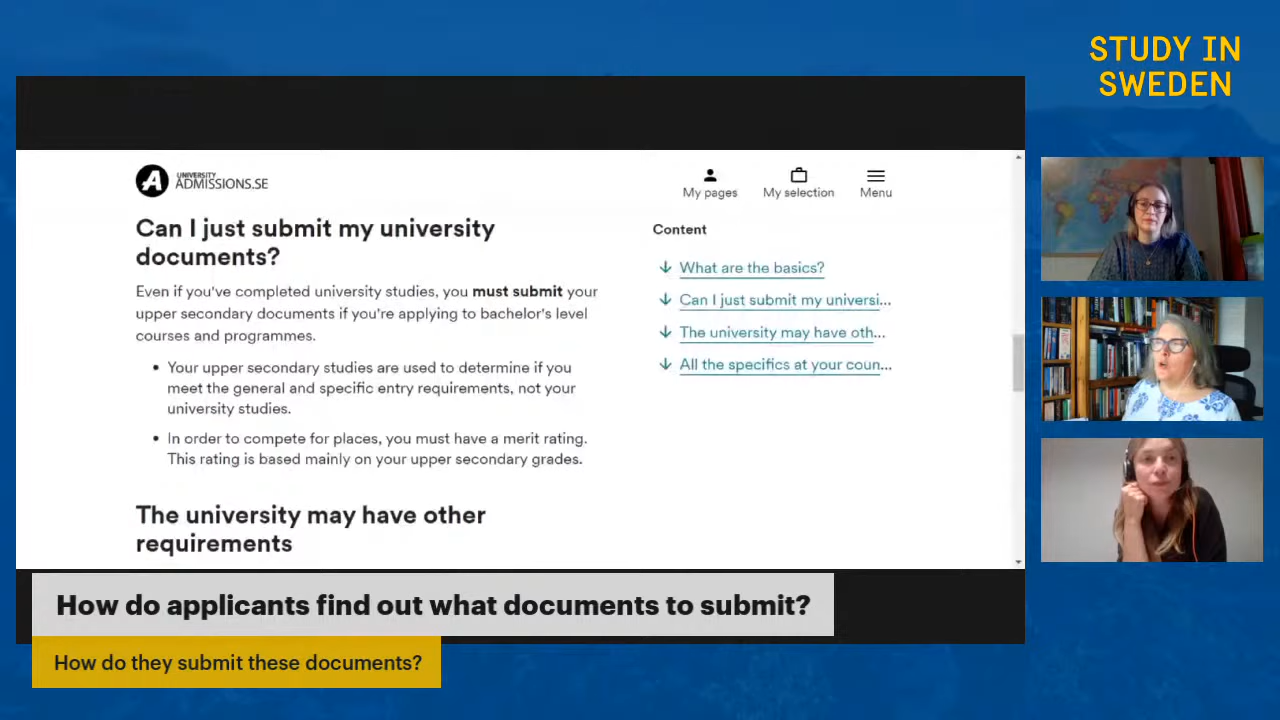 STUDY IN
SWEDEN
UNIVERSITY
ADMISSIONS.SE
My pages
My selection
Menu
Can I just submit my university
documents?
Even if you've completed university studies, you must submit your
upper secondary documents if you're applying to bachelor's level
courses and programmes.
Your upper secondary studies are used to determine if you
meet the general and specific entry requirements, not your
university studies.
In order to compete for places, you must have a merit rating.
This rating is based mainly on your upper secondary grades.
The university may have other
requirements
Content
What are the basics?
Can I just submit my universi...
The university may have oth...
All the specifics at your coun...
How do applicants find out what documents to submit?
How do they submit these documents?